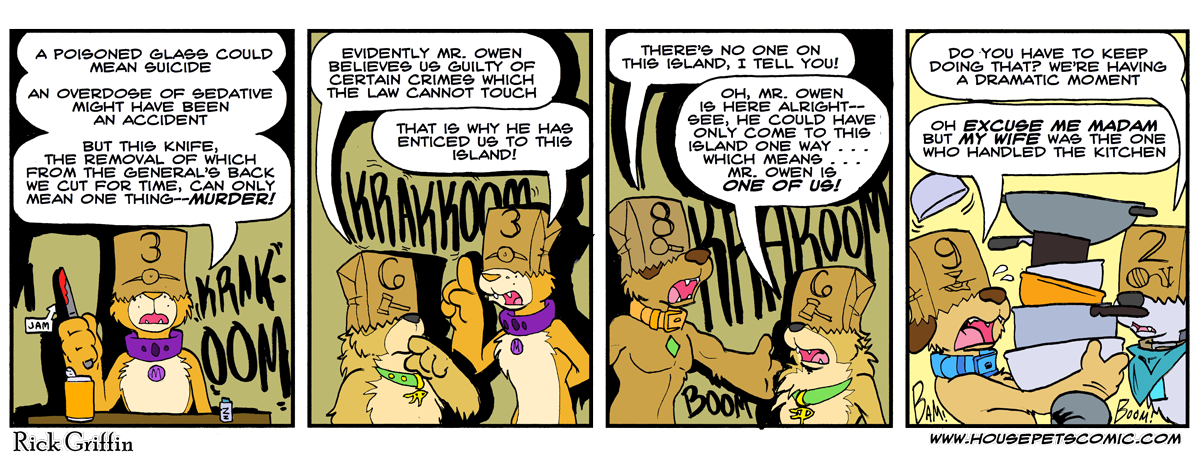 A POISONED GLASS COULD
MEAN SUICIDE
AN OVERDOSE OF SEDATIVE
MIGHT HAVE BEEN
AN ACCIDENT
BUT THIS KNIFE,
THE REMOVAL OF WHICH
FROM THE GENERAL'S BACK
WE CUT FOR TIME, CAN ONLY
MEAN ONE THING--MURDER!
3
JAM
M
Z
Z
KRAK-
OOM
EVIDENTLY MR. OWEN
BELIEVES US GUILTY OF
CERTAIN CRIMES WHICH
THE LAW CANNOT TOUCH
THAT IS WHY HE HAS
ENTICED US TO THIS
ISLAND!
KRAKKOOM
6
3
M
THERE'S NO ONE ON
THIS ISLAND, I TELL YOU!
OH, MR. OWEN
IS HERE ALRIGHT--
SEE, HE COULD HAVE
ONLY COME TO THIS
ISLAND ONE WAY . . .
WHICH MEANS . . .
MR. OWEN IS
ONE OF US!
8
KRAKOOM
6
BOOM
DO YOU HAVE TO KEEP
DOING THAT? WE'RE HAVING
A DRAMATIC MOMENT
OH EXCUSE ME MADAM
BUT MY WIFE WAS THE ONE
WHO HANDLED THE KITCHEN
9
2
BAM!
BOOM!
Rick Griffin
WWW.HOUSEPETSCOMIC.COM